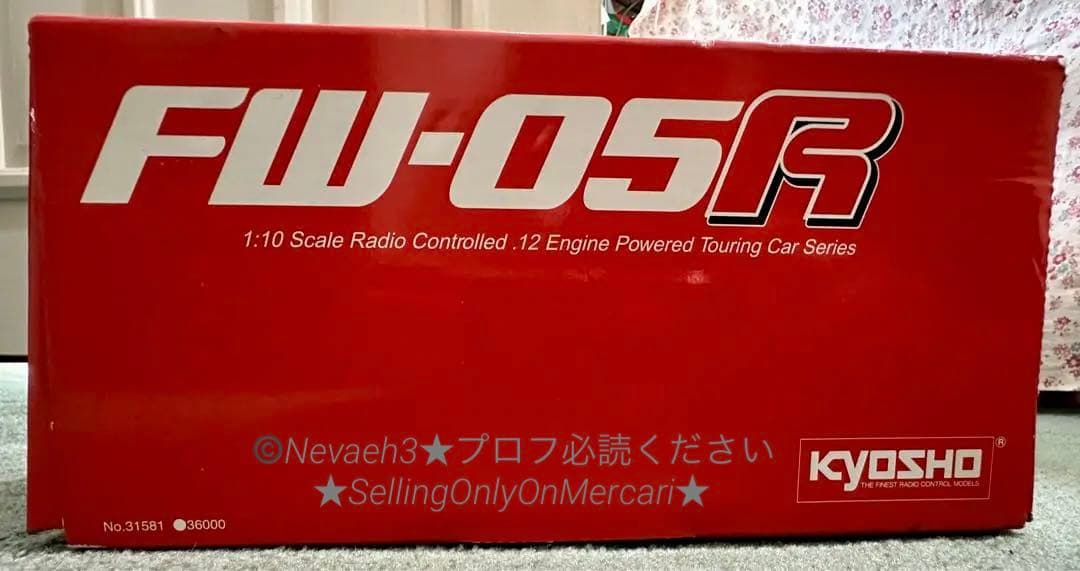 FW-05R
1:10 Scale Radio Controlled .12 Engine Powered Touring Car Series
©Nevaeh3★プロフ必読ください
★SellingOnlyOnMercari★
KYOSHO ®
THE FINEST RADIO CONTROL MODELS
No.31581 ●36000